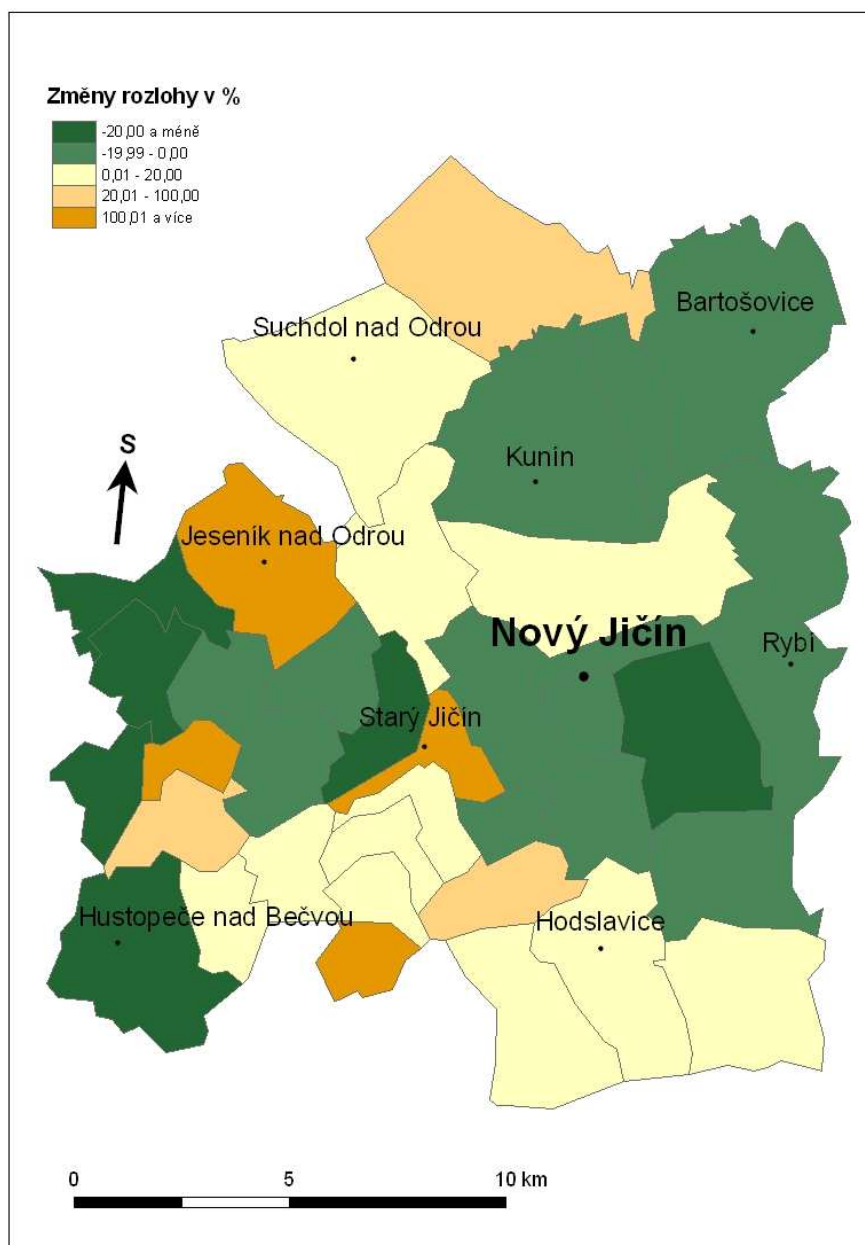 Změny rozlohy v %
-20,00 a méně
-19,99 - 0,00
0,01 - 20,00
20,01 - 100,00
100,01 a více
Bartošovice
Suchdol nad Odrou
S
Kunín
Jeseník nad Odrou
Nový Jičín
Rybí
Starý Jičín
Hustopeče nad Bečvou
Hodslavice
0 5 10 km